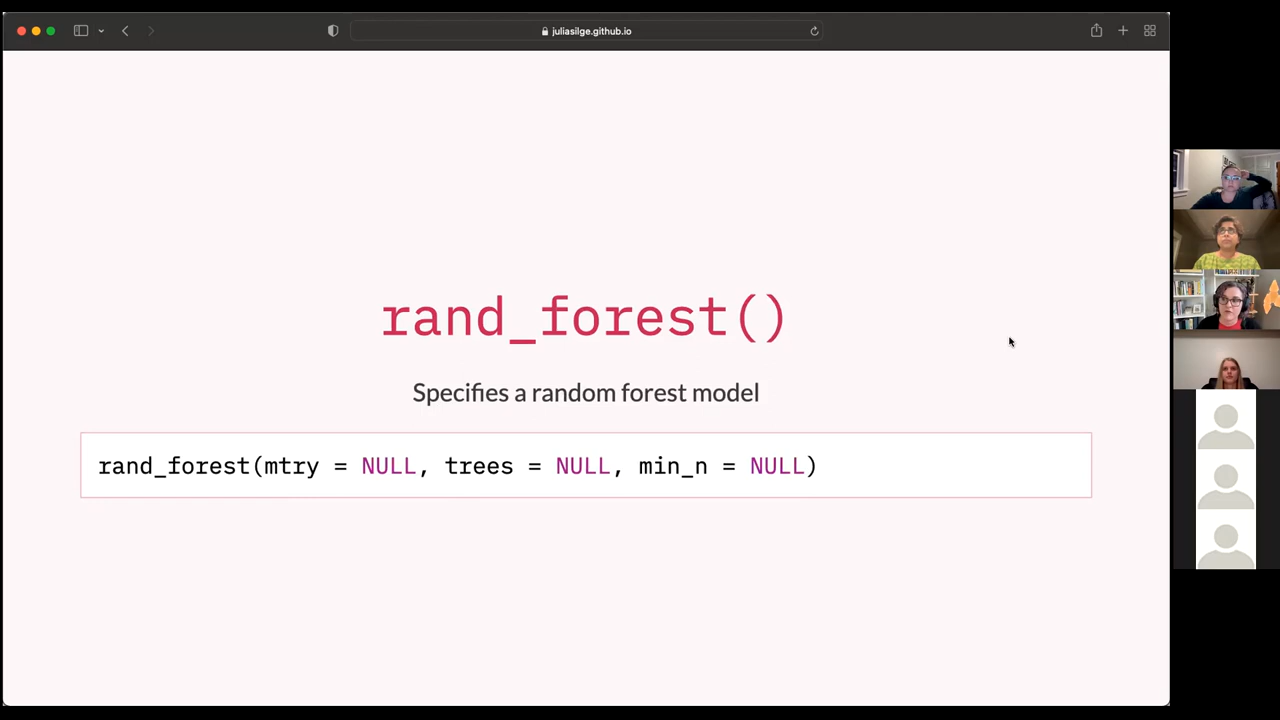 juliasilge.github.io
rand_forest()
Specifies a random forest model
rand_forest(mtry = NULL, trees = NULL, min_n = NULL)